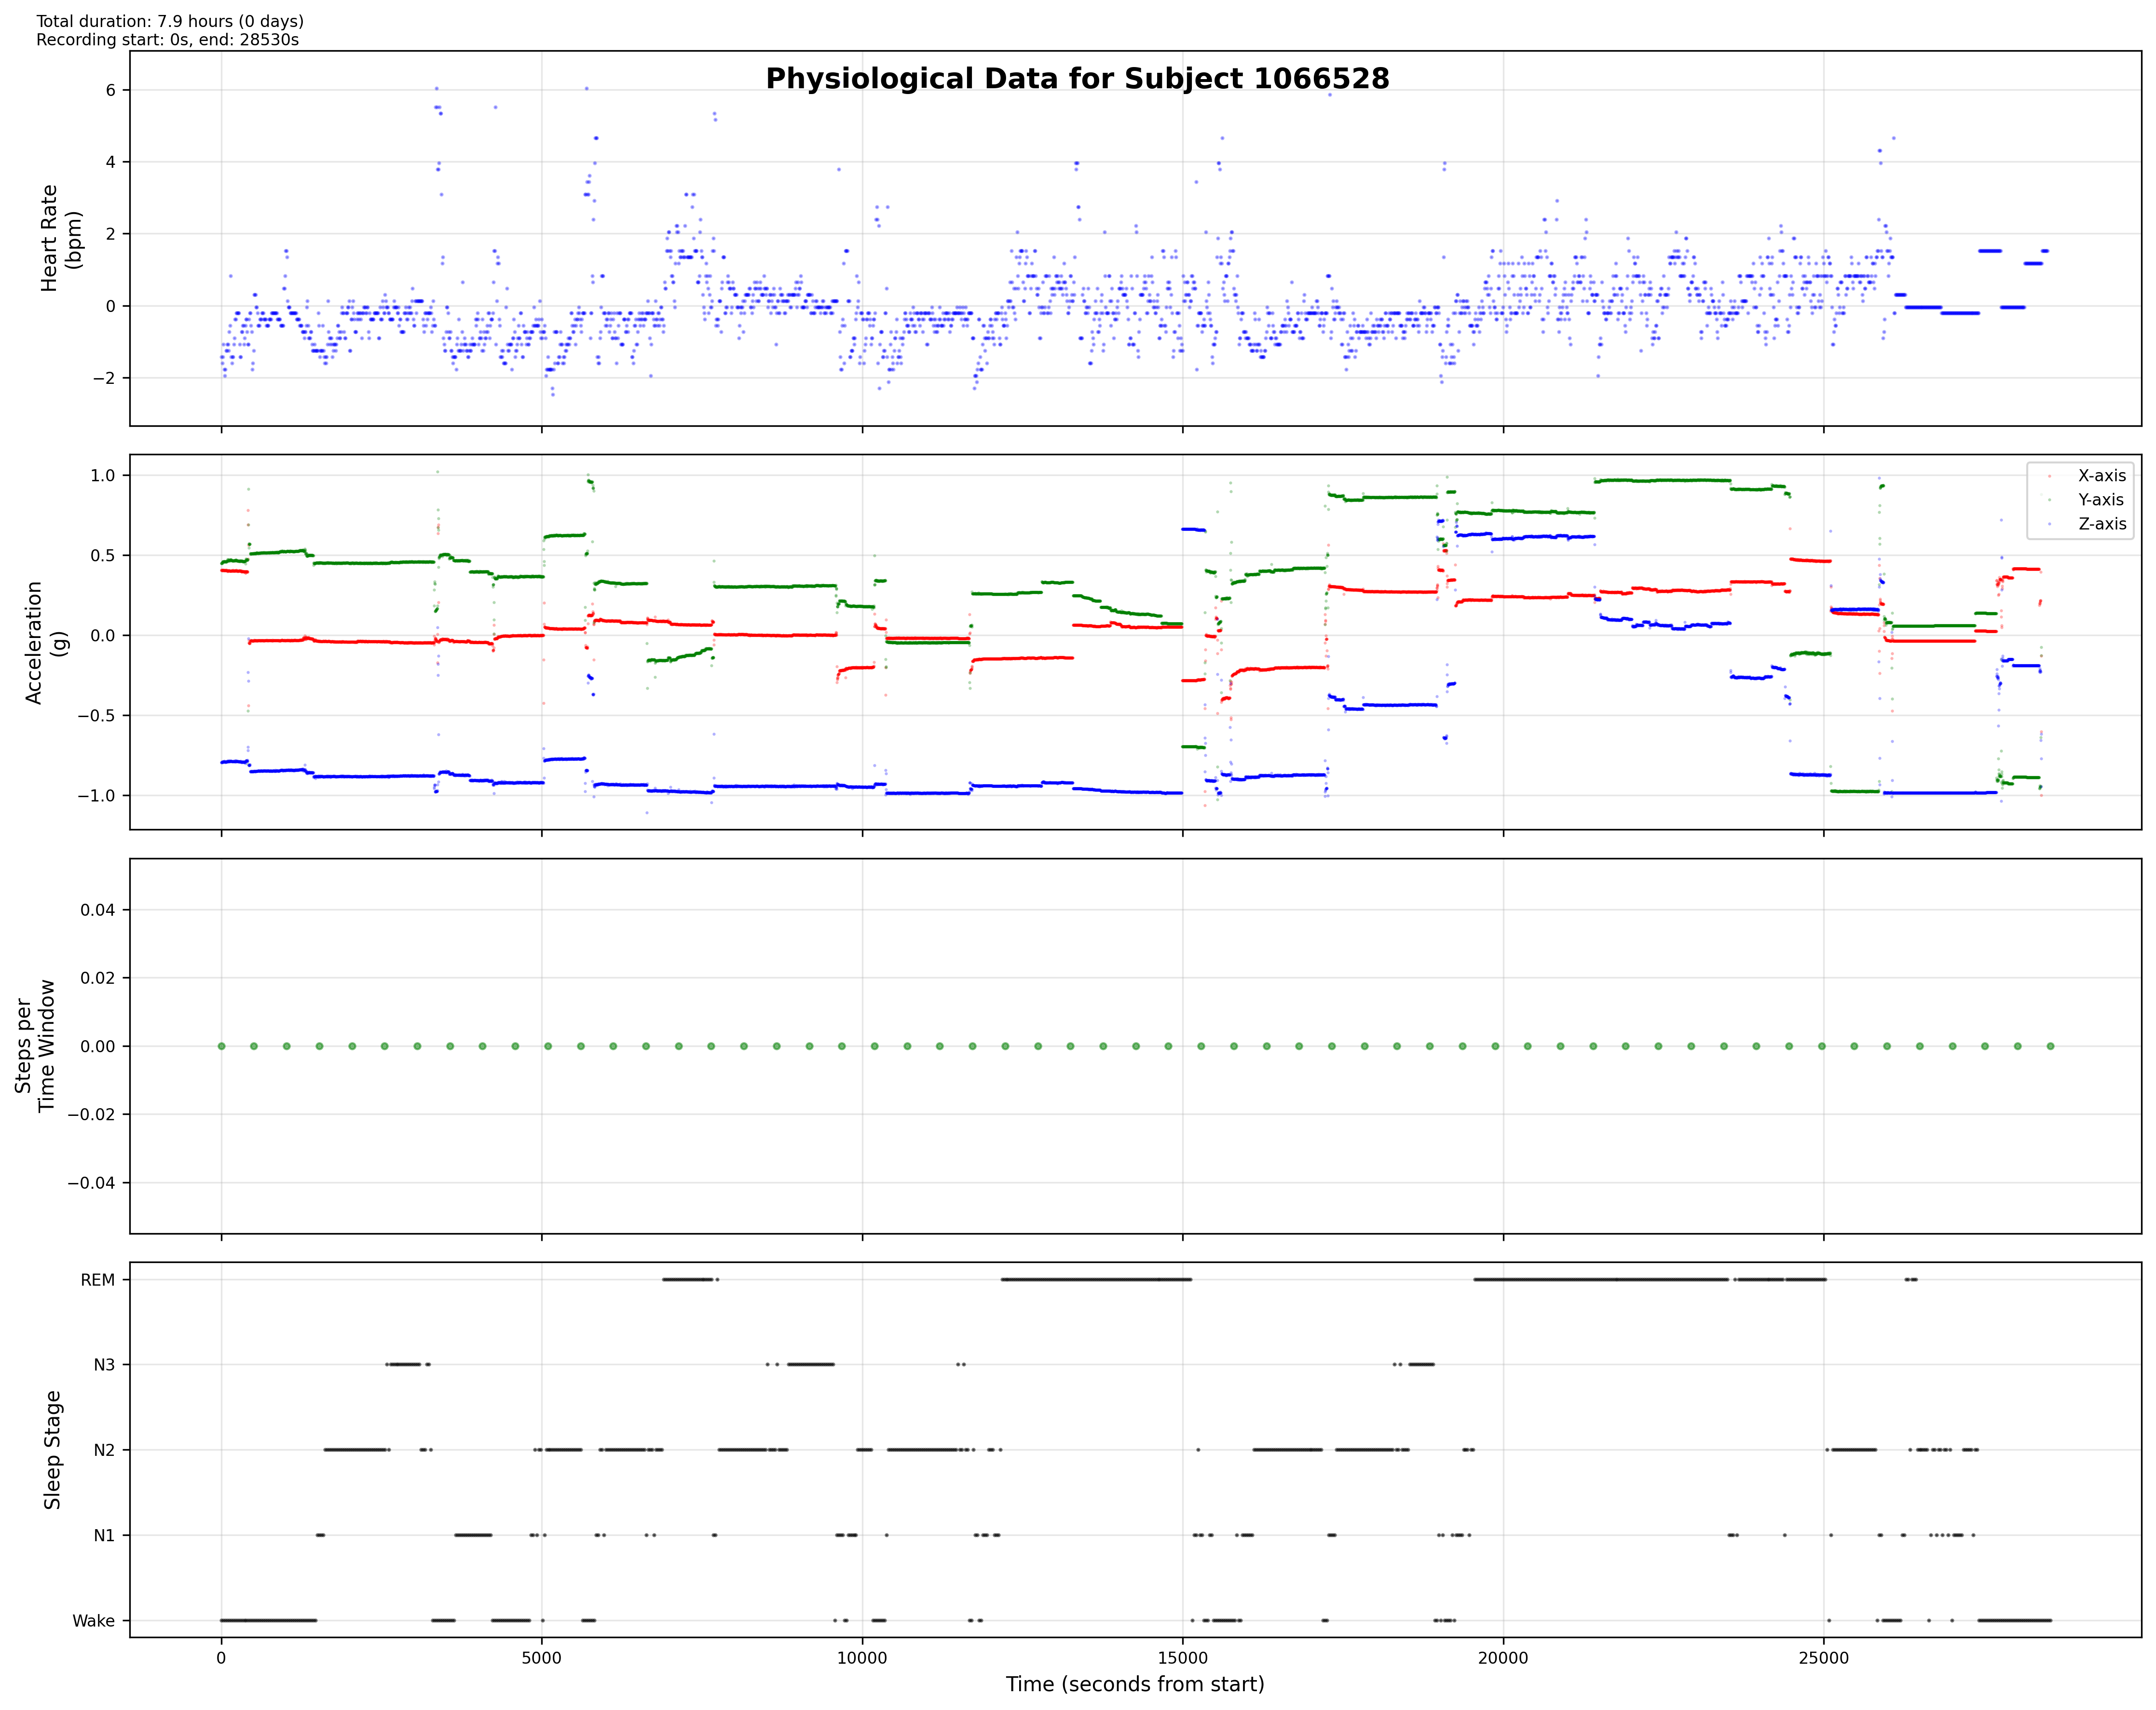 Total duration: 7.9 hours (0 days)
Recording start: 0s, end: 28530s
Physiological Data for Subject 1066528
6
4
2
0
−2
Heart Rate
(bpm)
1.0
0.5
0.0
−0.5
−1.0
Acceleration
(g)
X-axis
Y-axis
Z-axis
0.04
0.02
0.00
−0.02
−0.04
Steps per
Time Window
REM
N3
N2
N1
Wake
Sleep Stage
0
5000
10000
15000
20000
25000
Time (seconds from start)